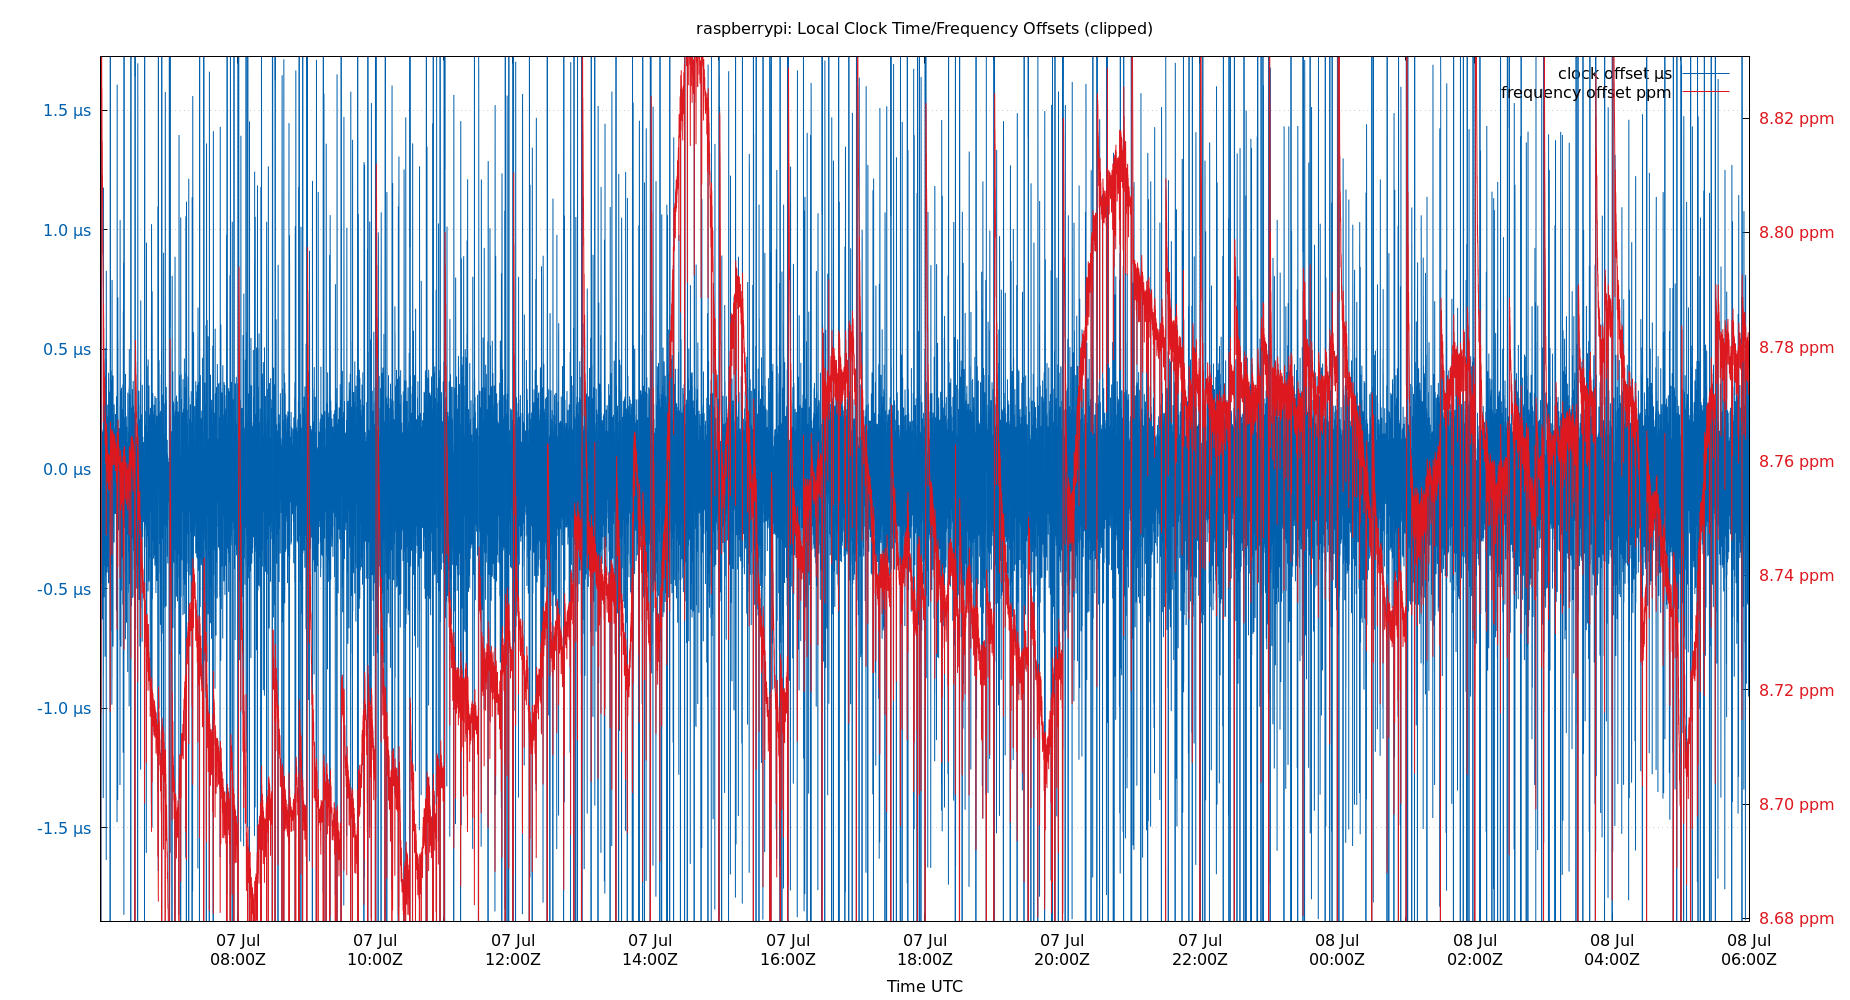 raspberrypi: Local Clock Time/Frequency Offsets (clipped)
clock offset µs
frequency offset ppm
1.5 µs
1.0 µs
0.5 µs
0.0 µs
-0.5 µs
-1.0 µs
-1.5 µs
8.82 ppm
8.80 ppm
8.78 ppm
8.76 ppm
8.74 ppm
8.72 ppm
8.70 ppm
8.68 ppm
07 Jul 07 Jul 07 Jul 07 Jul 07 Jul 07 Jul 07 Jul 07 Jul 08 Jul 08 Jul 08 Jul 08 Jul
08:00Z 10:00Z 12:00Z 14:00Z 16:00Z 18:00Z 20:00Z 22:00Z 00:00Z 02:00Z 04:00Z 06:00Z
Time UTC